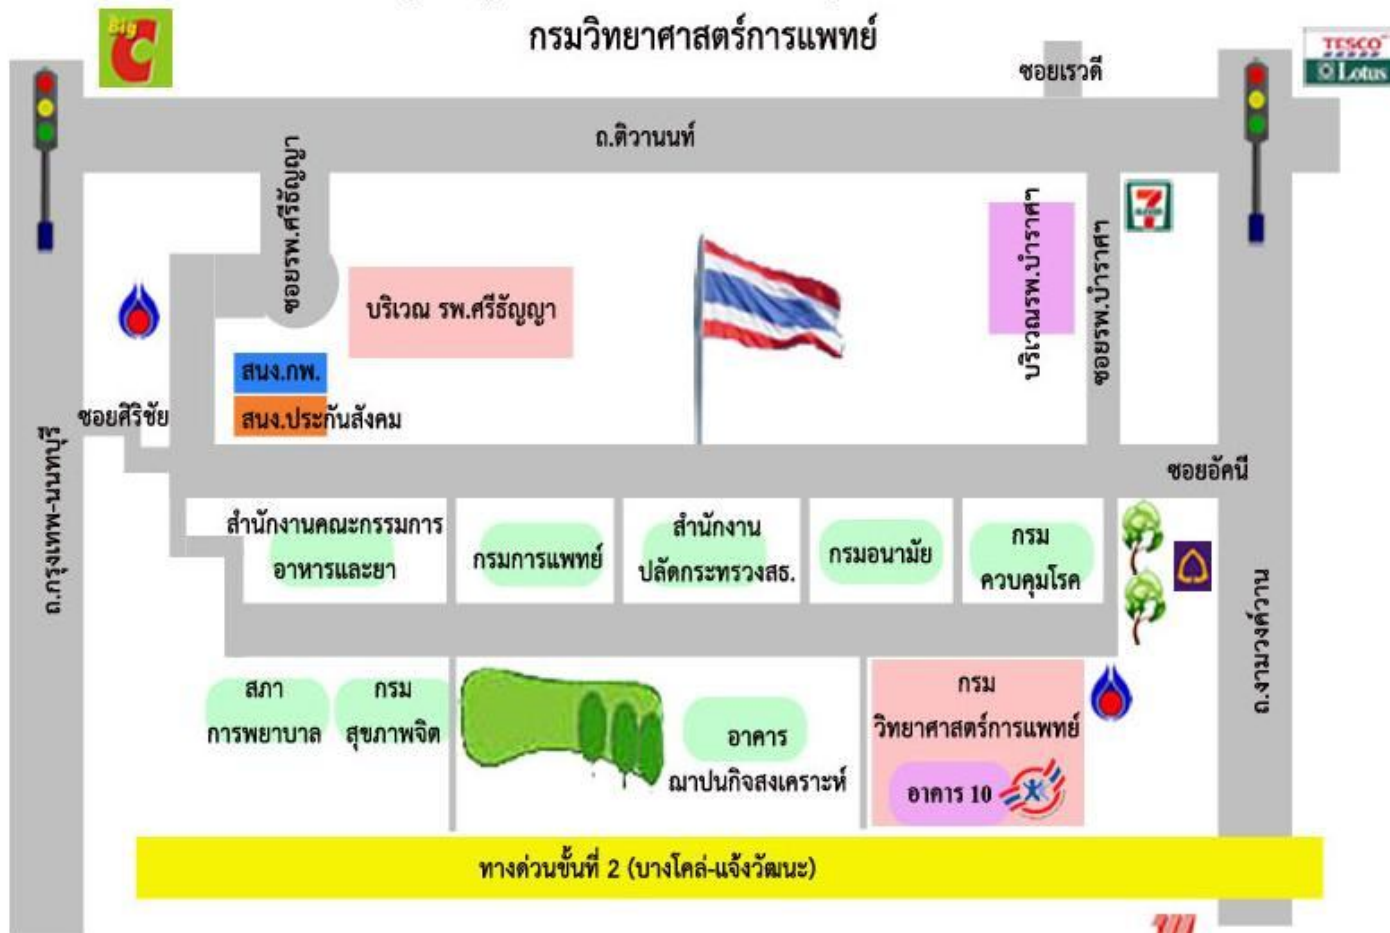 กรมวิทยาศาสตร์การแพทย์
Big
C
TESCO
Lotus
ซอยเรวดี
ถ.ติวานนท์
ซอยรพ.ศรีธัญญา
บริเวณ รพ.ศรีธัญญา
บริเวณรพ.บำราศฯ
ซอยรพ.บำราศฯ
7
สนง.กพ.
สนง.ประกันสังคม
ซอยศิริชัย
ถ.กรุงเทพ-นนทบุรี
ซอยอัคนี
สำนักงานคณะกรรมการ
อาหารและยา
กรมการแพทย์
สำนักงาน
ปลัดกระทรวงสธ.
กรมอนามัย
กรม
ควบคุมโรค
ถ.งามวงศ์วาน
สภา
การพยาบาล
กรม
สุขภาพจิต
อาคาร
ฌาปนกิจสงเคราะห์
กรม
วิทยาศาสตร์การแพทย์
อาคาร 10
ทางด่วนขั้นที่ 2 (บางโคล่-แจ้งวัฒนะ)